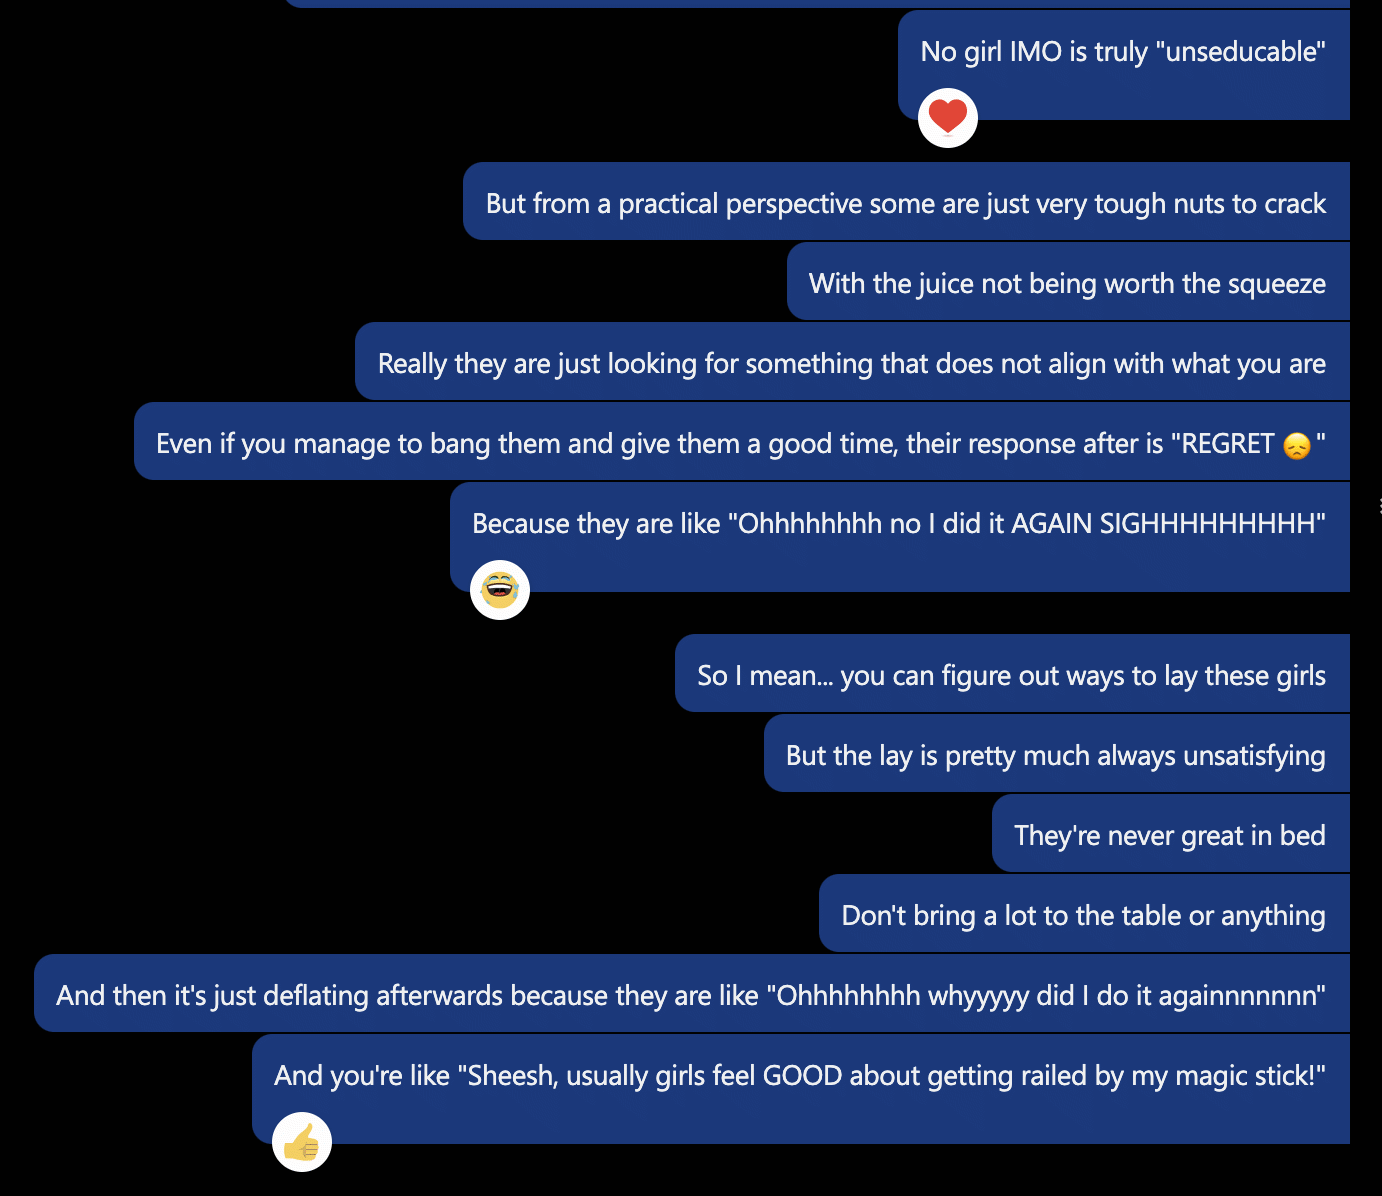 No girl IMO is truly "unseducable"
But from a practical perspective some are just very tough nuts to crack
With the juice not being worth the squeeze
Really they are just looking for something that does not align with what you are
Even if you manage to bang them and give them a good time, their response after is "REGRET 😞"
Because they are like "Ohhhhhhhh no I did it AGAIN SIGHHHHHHHHHH"
So I mean... you can figure out ways to lay these girls
But the lay is pretty much always unsatisfying
They're never great in bed
Don't bring a lot to the table or anything
And then it's just deflating afterwards because they are like "Ohhhhhhhh whyyyyy did I do it againnnnnnn"
And you're like "Sheesh, usually girls feel GOOD about getting railed by my magic stick!"